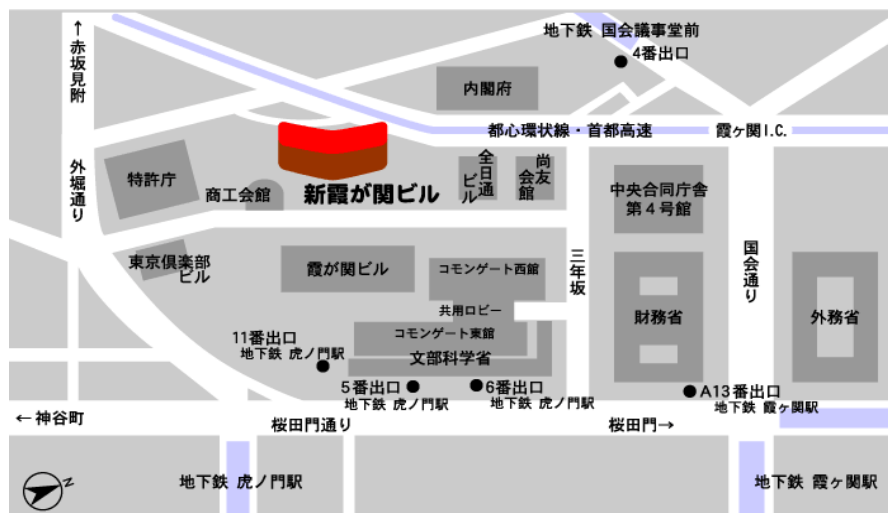 地下鉄 国会議事堂前
4番出口
←赤坂見附
内閣府
都心環状線・首都高速
霞ヶ関I.C.
外堀通り
特許庁
商工会館
新霞が関ビル
全日通
ビル
尚友
会館
中央合同庁舎
第4号館
東京倶楽部
ビル
霞が関ビル
コモンゲート西館
三年坂
国会通り
共用ロビー
コモンゲート東館
文部科学省
財務省
外務省
11番出口
地下鉄 虎ノ門駅
5番出口
地下鉄 虎ノ門駅
6番出口
地下鉄 虎ノ門駅
A13番出口
地下鉄 霞ヶ関駅
←神谷町
桜田門通り
桜田門→
N
地下鉄 虎ノ門駅
地下鉄 霞ヶ関駅